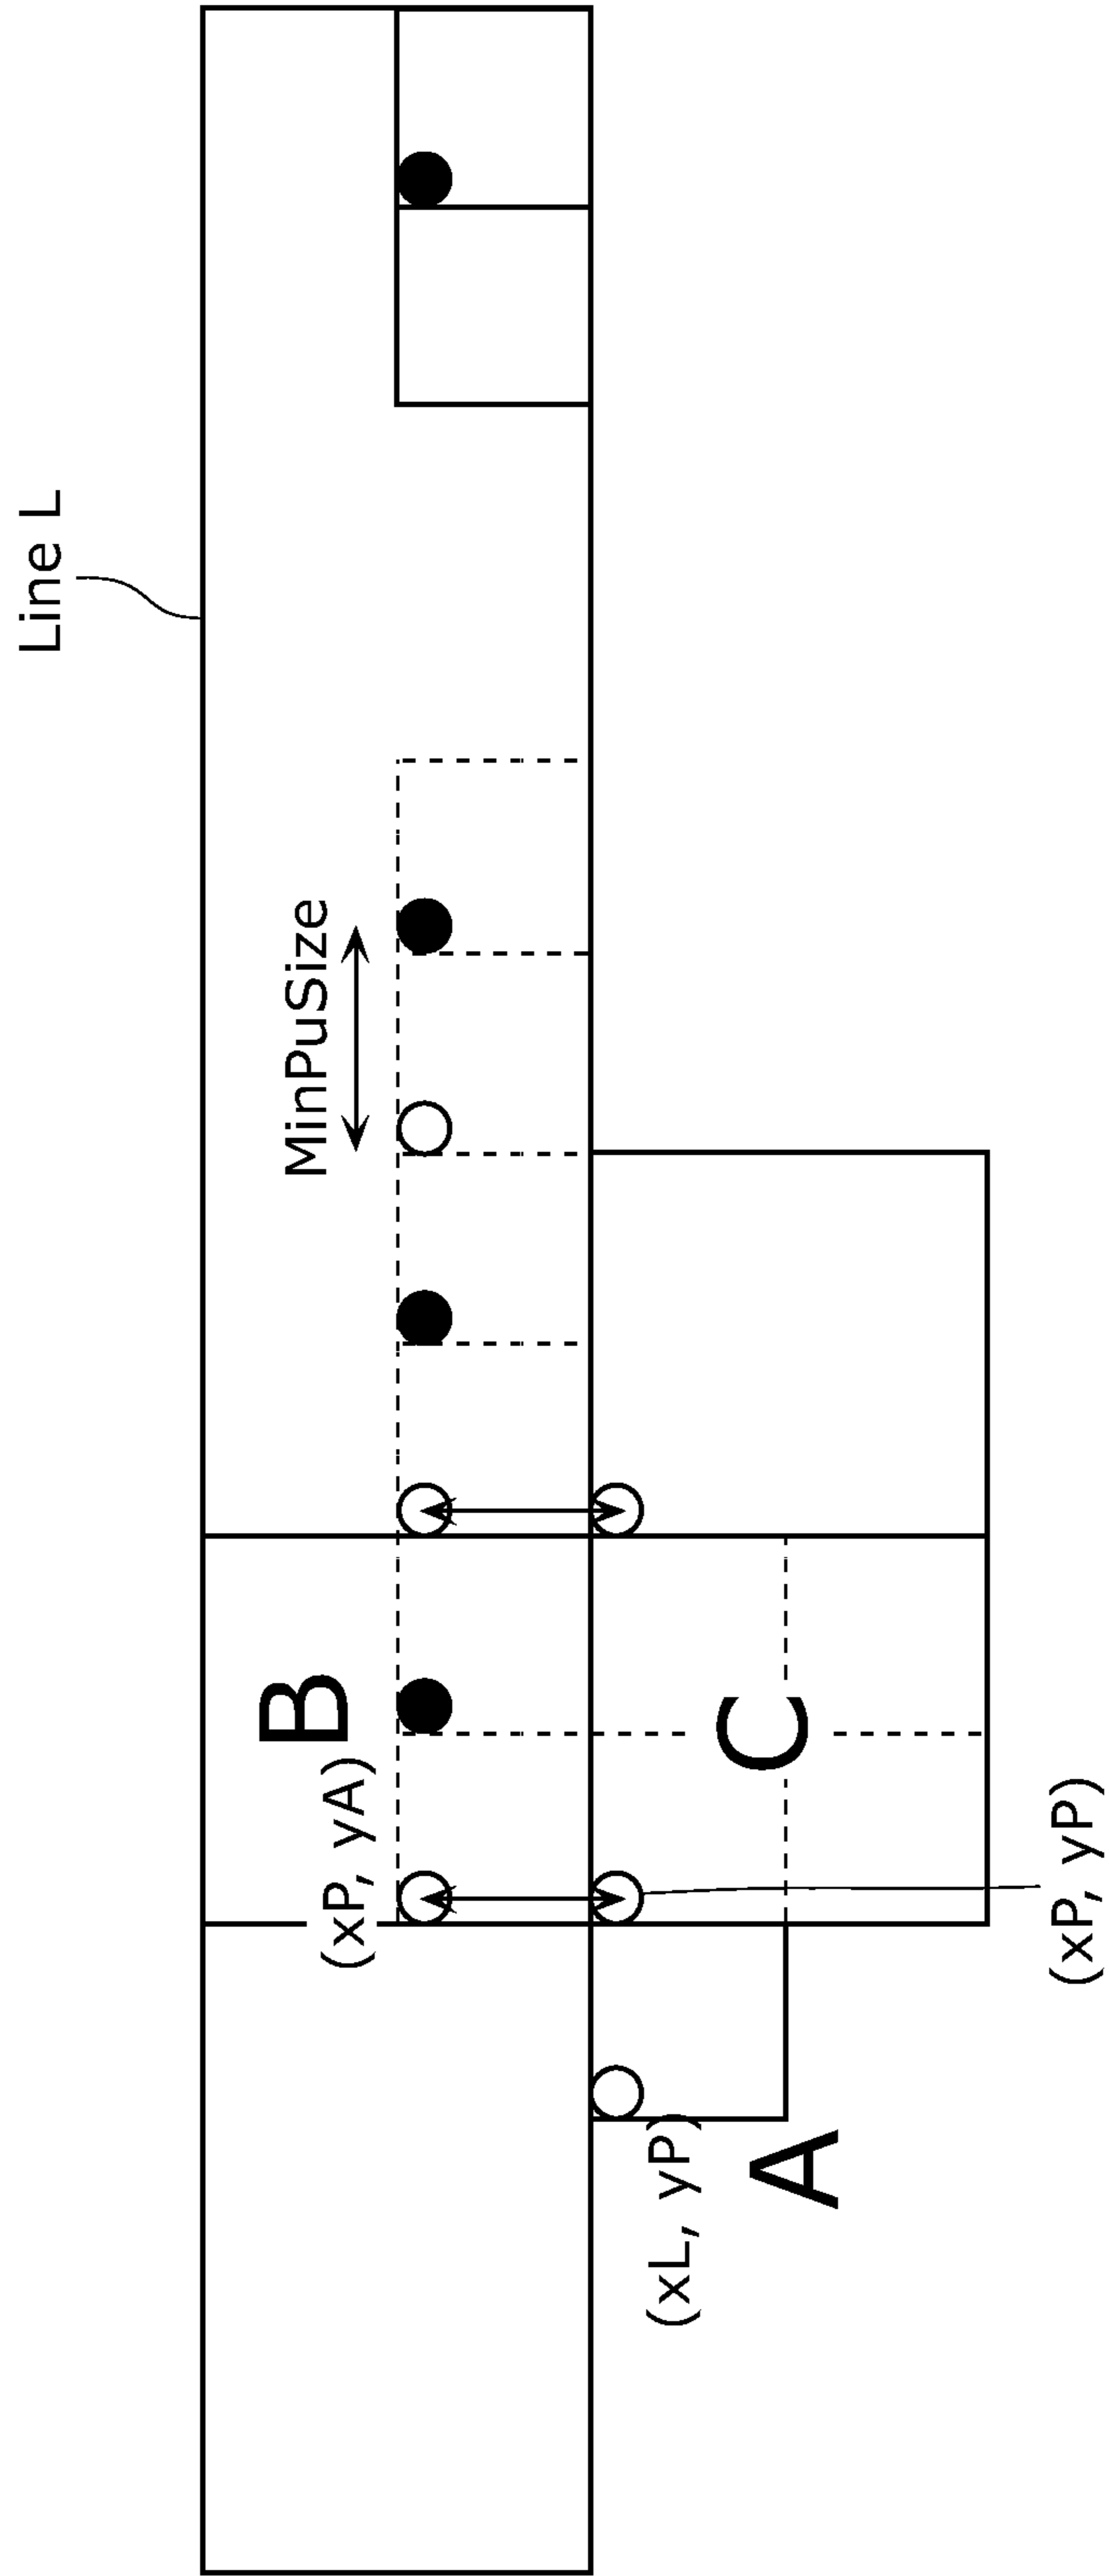 Line L
MinPuSize
B
(xP, yA)
C
(xP, yP)
(xL, yP)
A